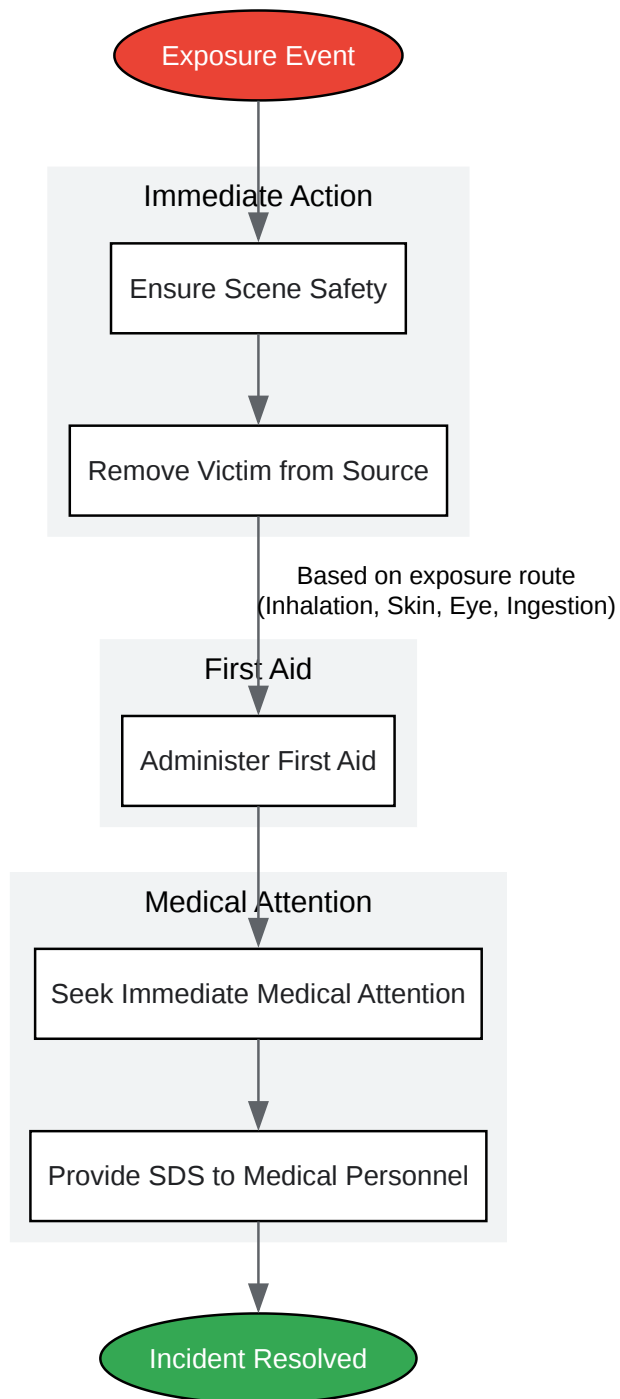 Exposure Event
Immediate Action
Ensure Scene Safety
Remove Victim from Source
Based on exposure route
(Inhalation, Skin, Eye, Ingestion)
First Aid
Administer First Aid
Medical Attention
Seek Immediate Medical Attention
Provide SDS to Medical Personnel
Incident Resolved